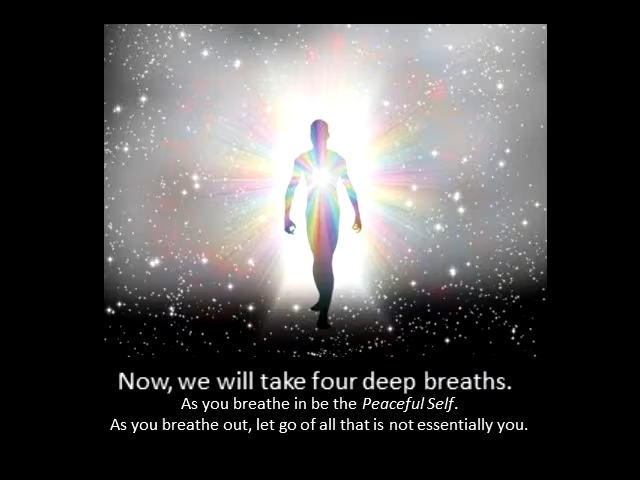 Now, we will take four deep breaths.
As you breathe in be the Peaceful Self.
As you breathe out, let go of all that is not essentially you.